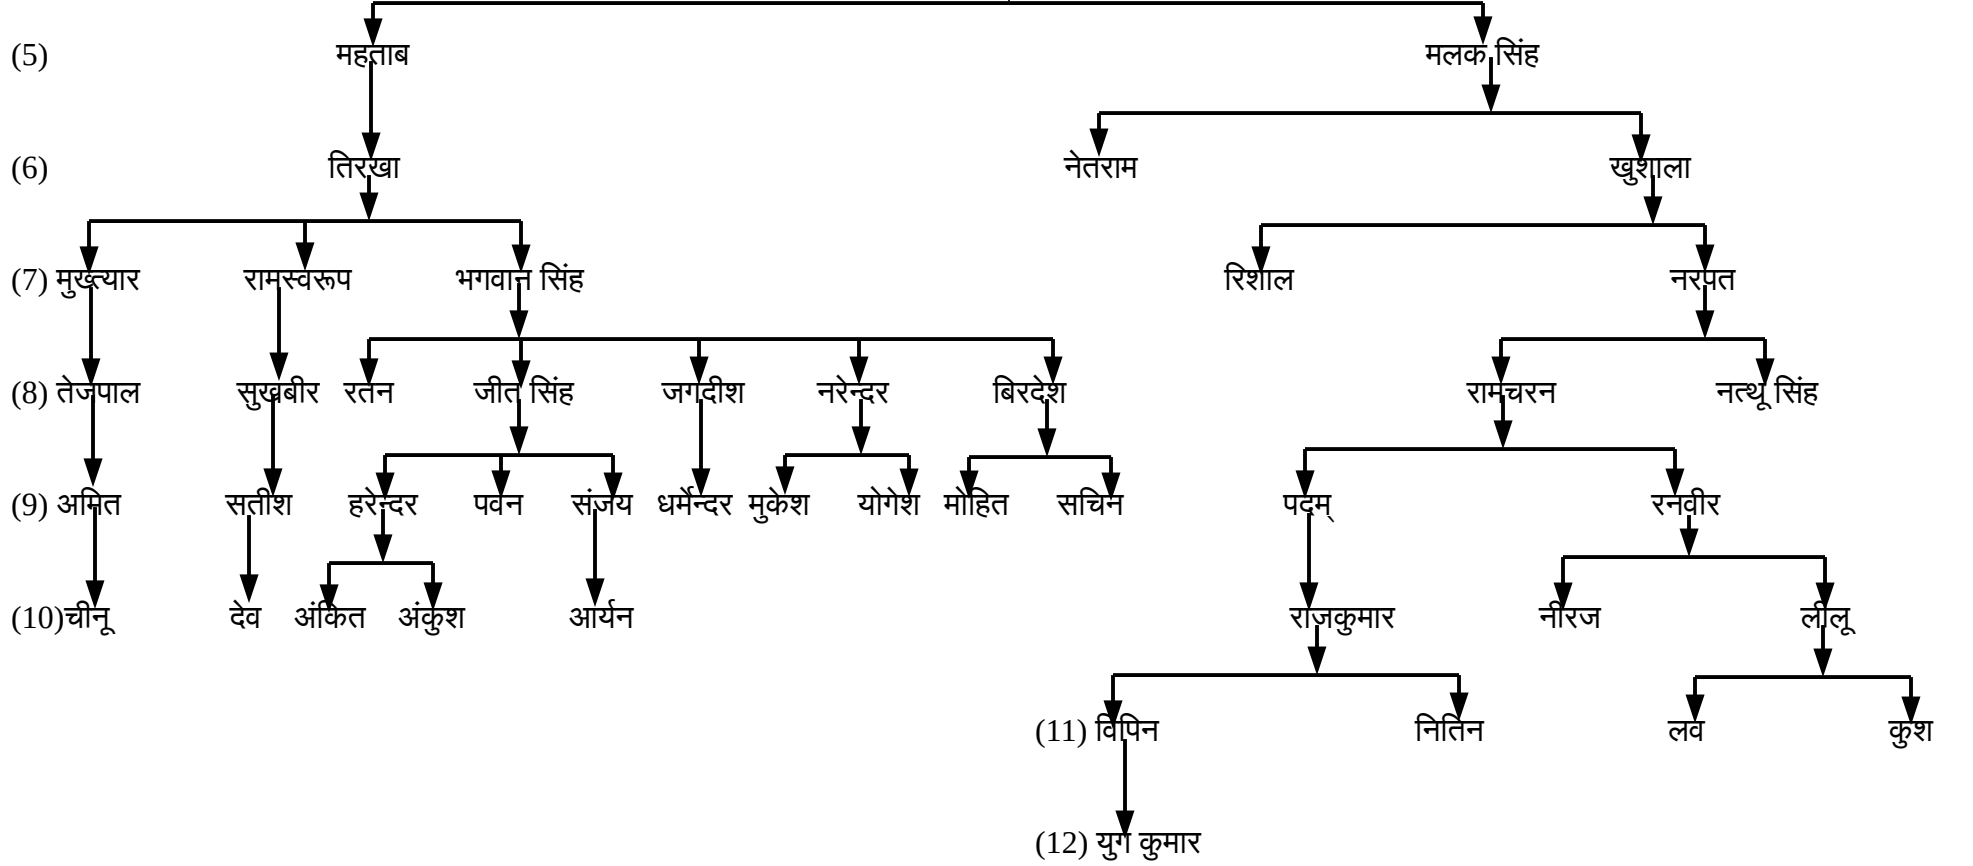 (5) महताब मलक सिंह
(6) तिरखा नेतराम खुशाला
(7) मुख्त्यार रामस्वरूप भगवान सिंह रिशाल नरपत
(8) तेजपाल सुखबीर रतन जीत सिंह जगदीश नरेन्दर बिरदेश रामचरन नत्थू सिंह
(9) अमित सतीश हरेन्दर पवन संजय धर्मेन्दर मुकेश योगेश मोहित सचिन पदम् रनवीर
(10)चीनू देव अंकित अंकुश आर्यन राजकुमार नीरज लीलू
(11) विपिन नितिन लव कुश
(12) युग कुमार